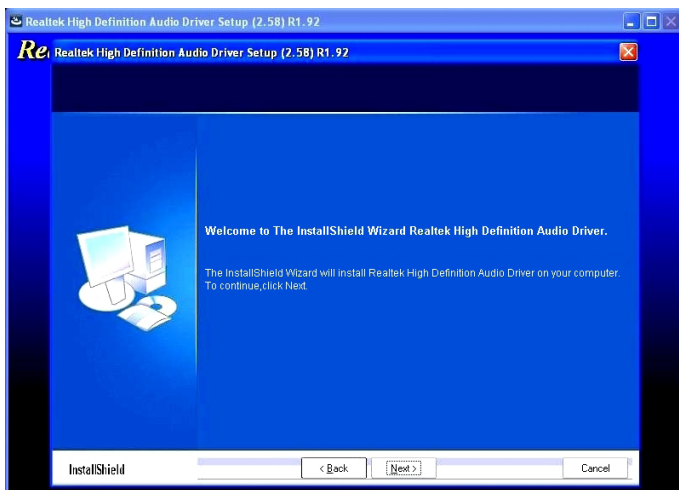 Realtek High Definition Audio Driver Setup (2.58) R1.92
Re
Realtek High Definition Audio Driver Setup (2.58) R1.92
Welcome to The InstallShield Wizard Realtek High Definition Audio Driver.
The InstallShield Wizard will install Realtek High Definition Audio Driver on your computer.
To continue,click Next.
InstallShield
< Back
Next >
Cancel